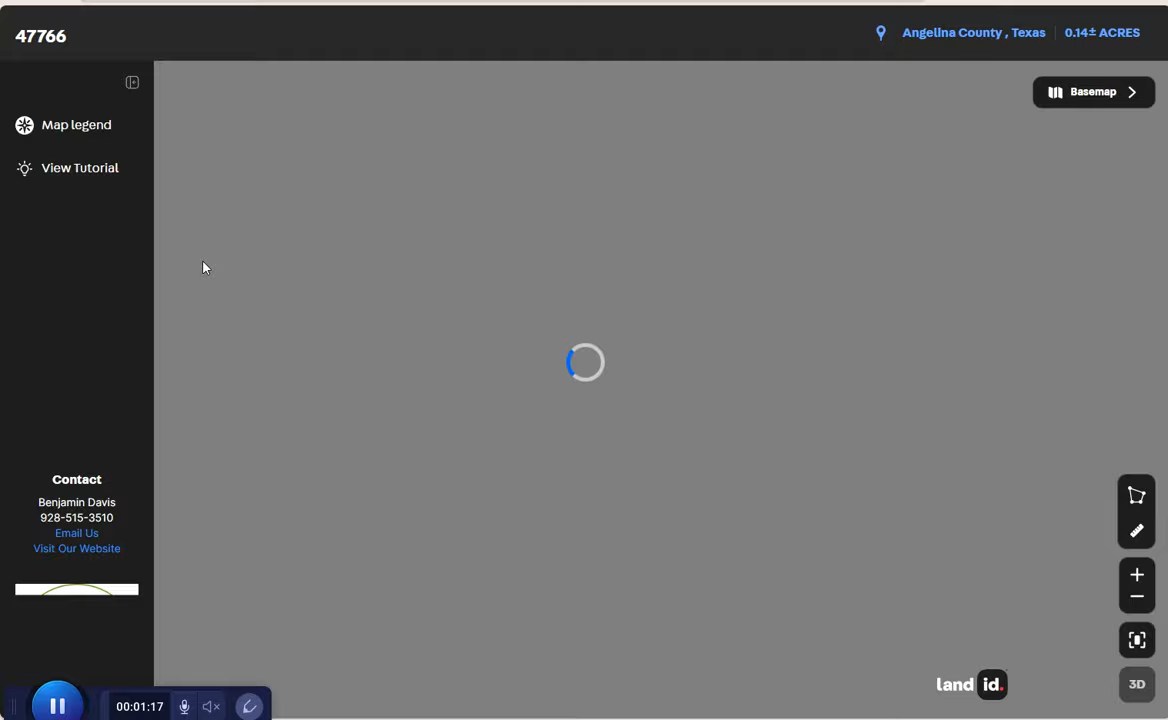 47766
Angelina County , Texas
0.14± ACRES
Basemap
Map legend
View Tutorial
Contact
Benjamin Davis
928-515-3510
Email Us
Visit Our Website
land id.
3D
00:01:17